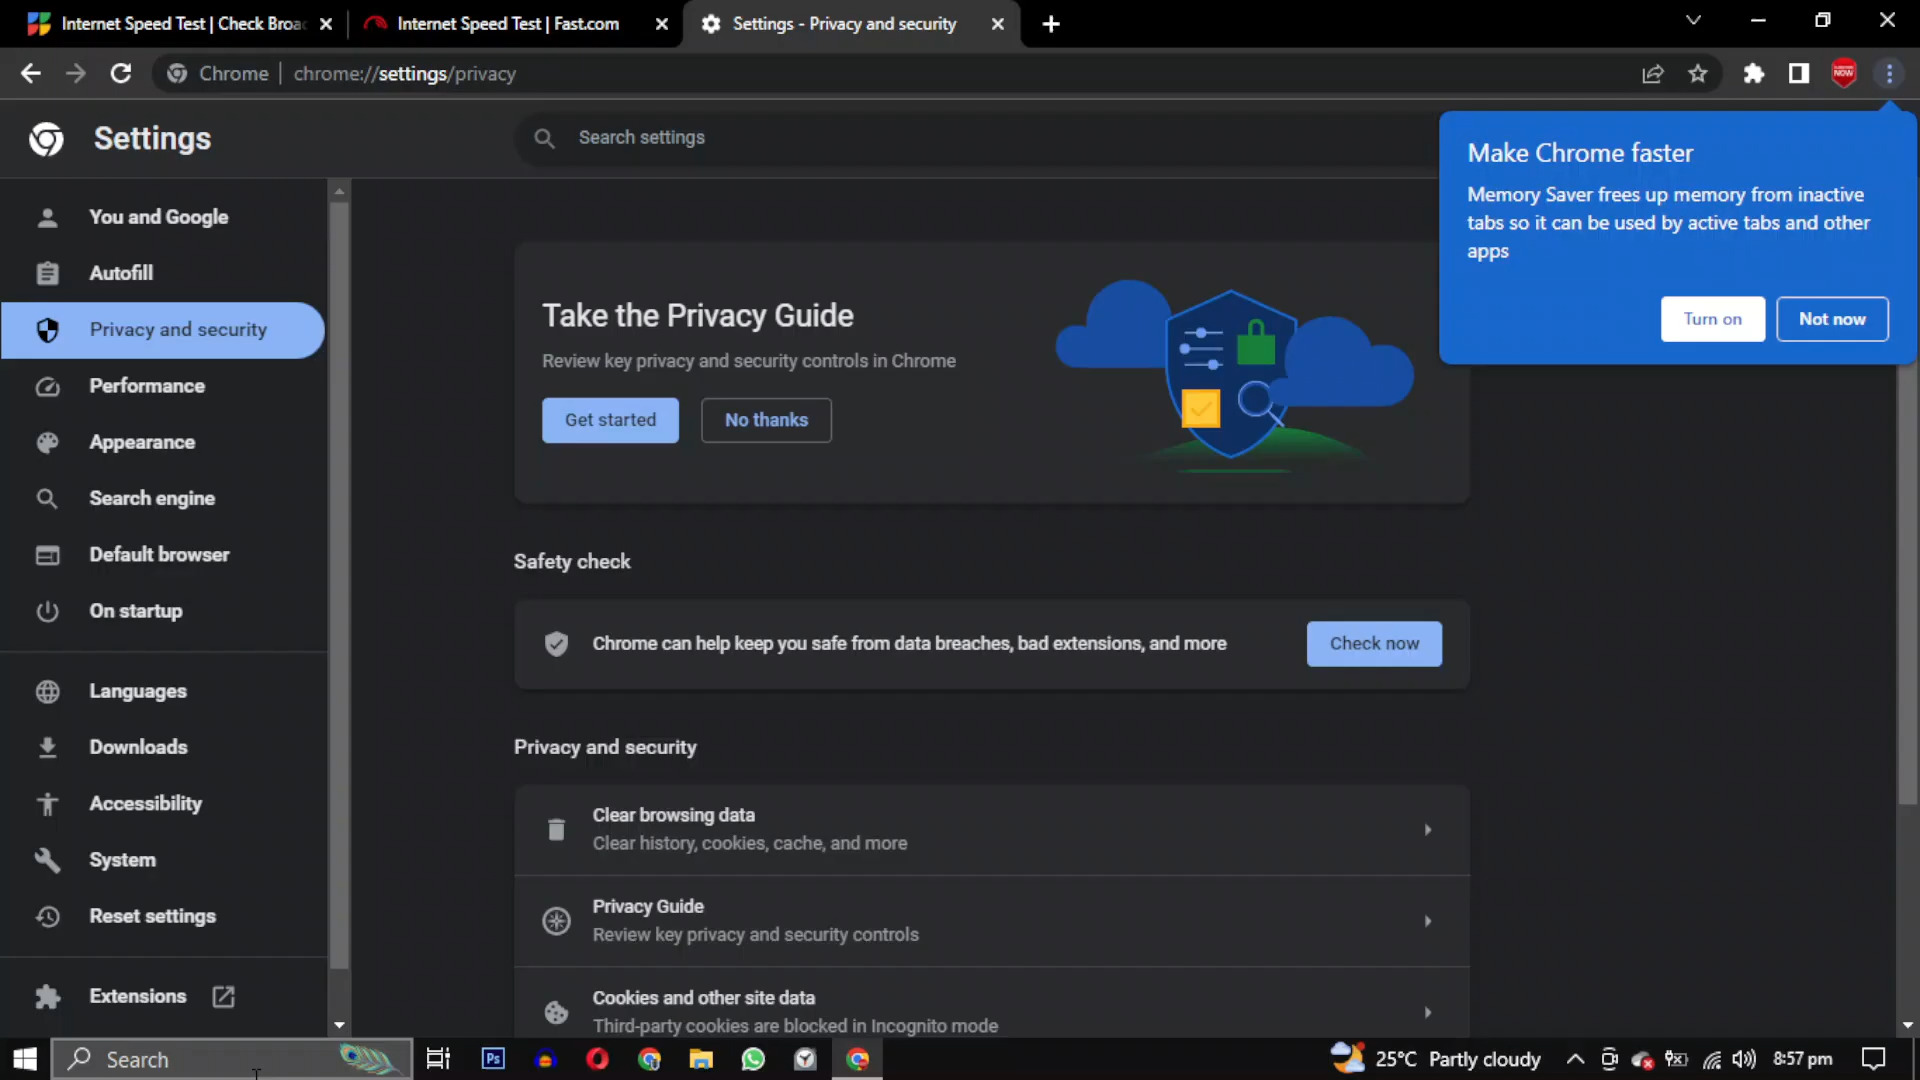 Internet Speed Test | Check Broa
Internet Speed Test | Fast.com
Settings - Privacy and security
Chrome
chrome://settings/privacy
NOW
Settings
Search settings
Make Chrome faster
Memory Saver frees up memory from inactive
tabs so it can be used by active tabs and other
apps
Turn on
Not now
You and Google
Autofill
Privacy and security
Performance
Appearance
Search engine
Default browser
On startup
Languages
Downloads
Accessibility
System
Reset settings
Extensions
Take the Privacy Guide
Review key privacy and security controls in Chrome
Get started
No thanks
Safety check
Chrome can help keep you safe from data breaches, bad extensions, and more
Check now
Privacy and security
Clear browsing data
Clear history, cookies, cache, and more
Privacy Guide
Review key privacy and security controls
Cookies and other site data
Third-party cookies are blocked in Incognito mode
Search
Ps
25°C Partly cloudy
8:57 pm